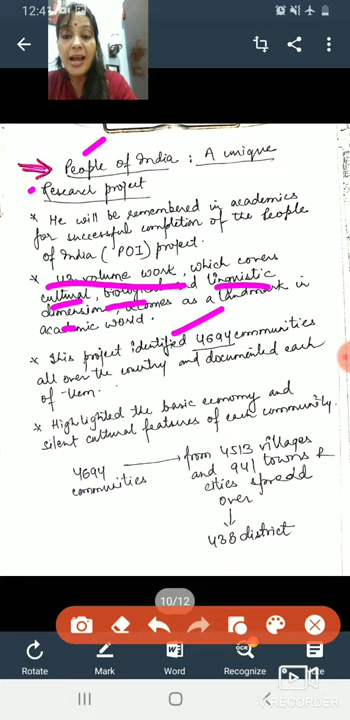 12:41
People of India : A unique
Research project
* He will be remembered in academics
for successful completion of the People
of India ('POI) project.
* volume work, which covers
cultural, biological and linguistic
dimension, as a landmark in
academic world.
* This project identified 4694 communities
all over the country and documented each
of them.
* Highlighted the basic economy and
silent cultural features of each community.
4694 communities
from 4513 villages
and 941 towns &
cities spredd
over
438 district
10/12
Rotate
Mark
Word
OCR
Recognize
VRECORDER